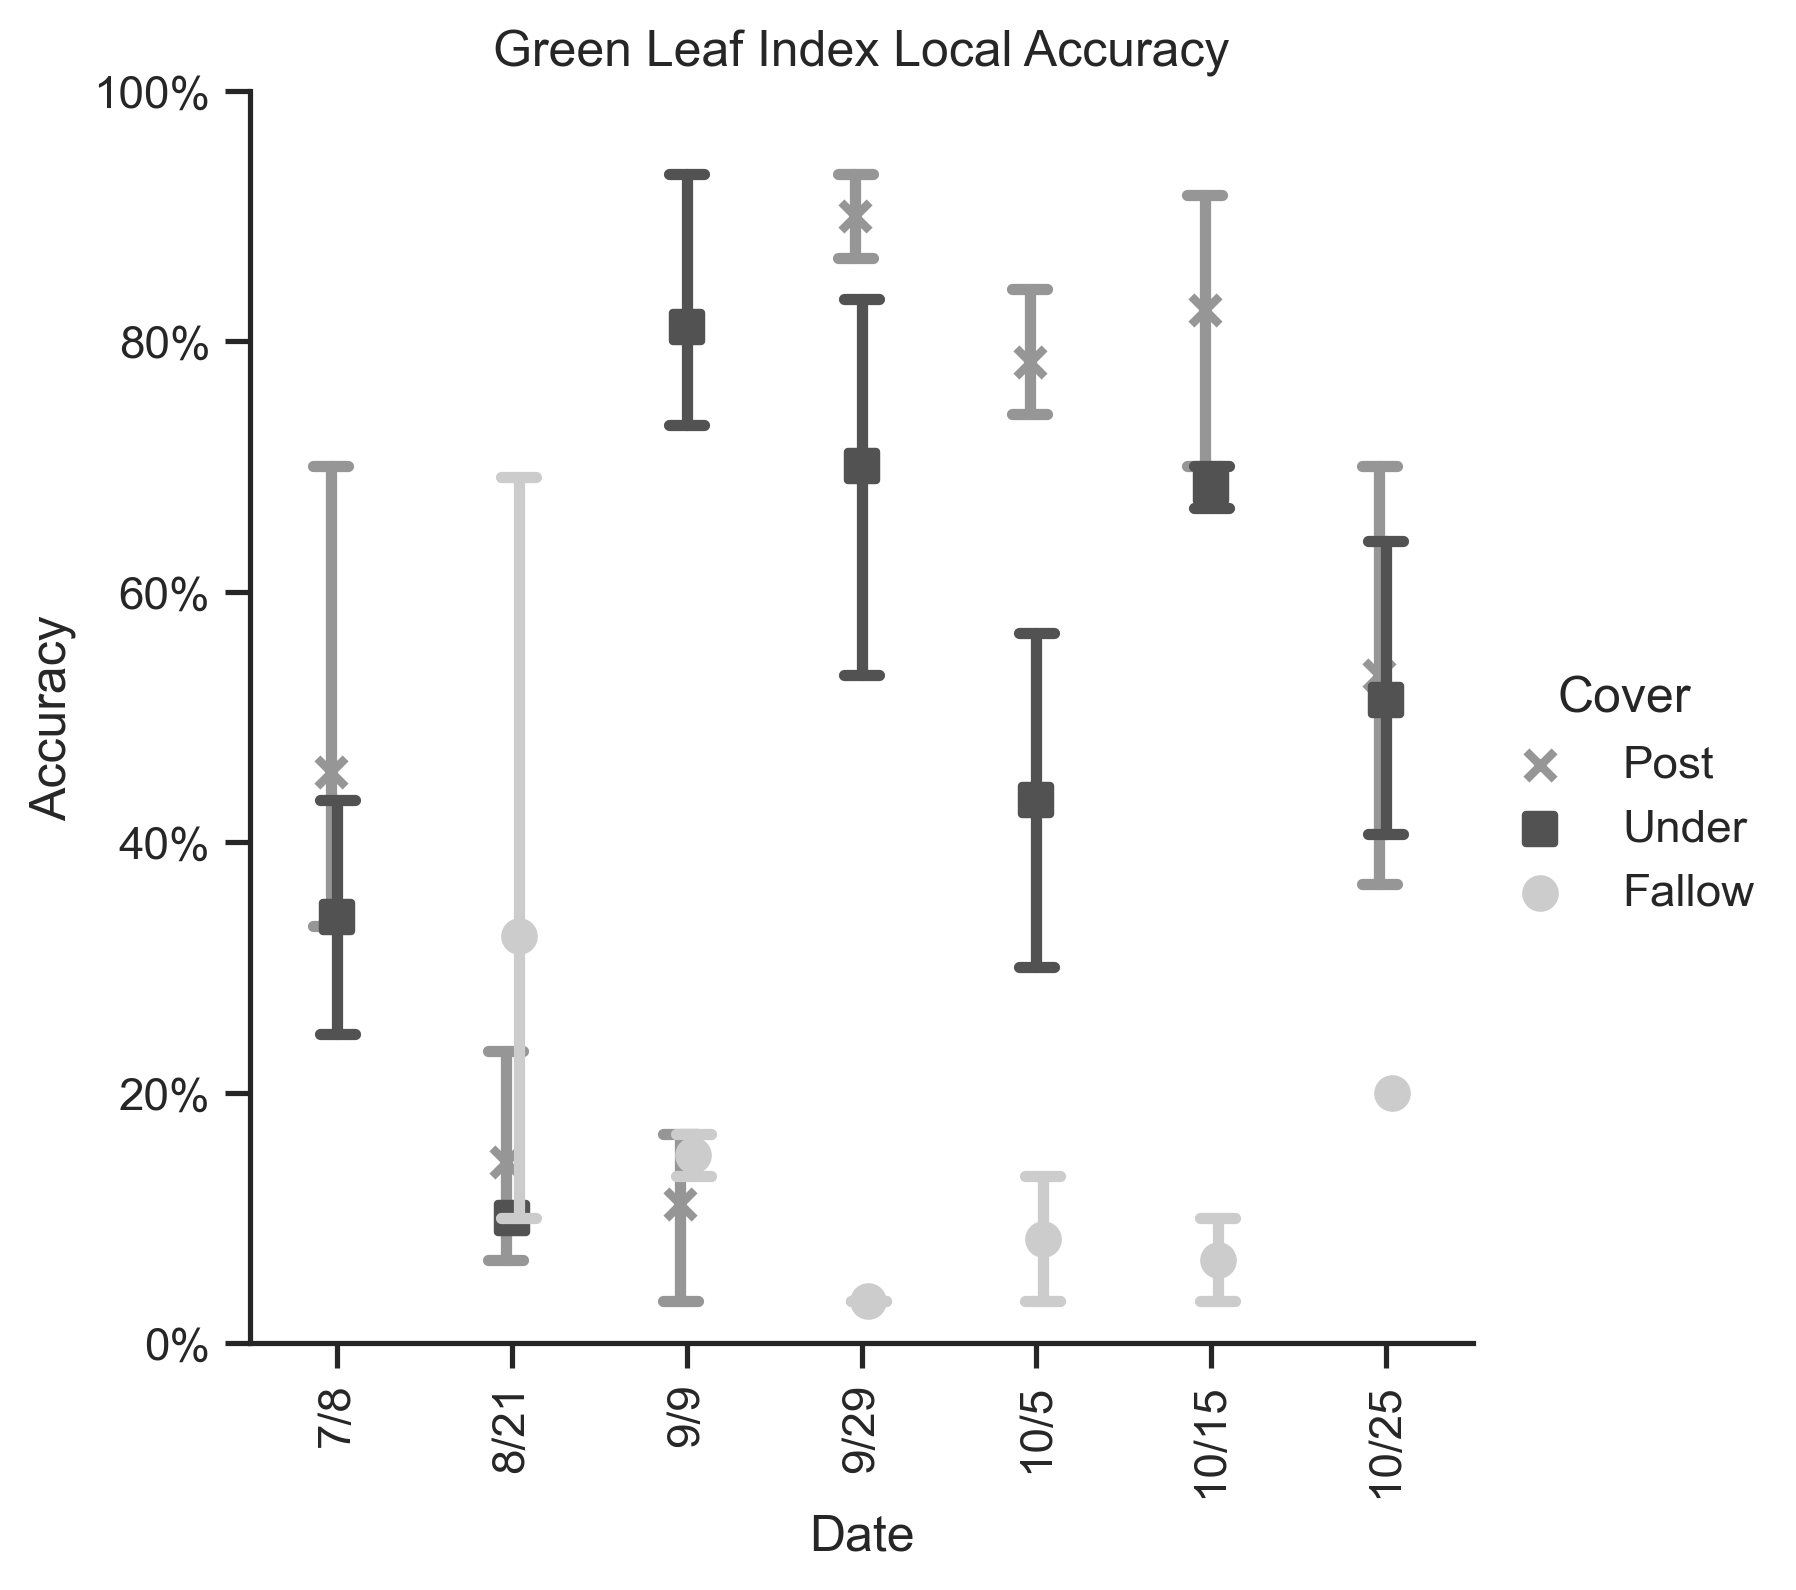 Green Leaf Index Local Accuracy
100%
80%
60%
40%
20%
0%
Accuracy
7/8
8/21
9/9
9/29
10/5
10/15
10/25
Date
Cover
Post
Under
Fallow